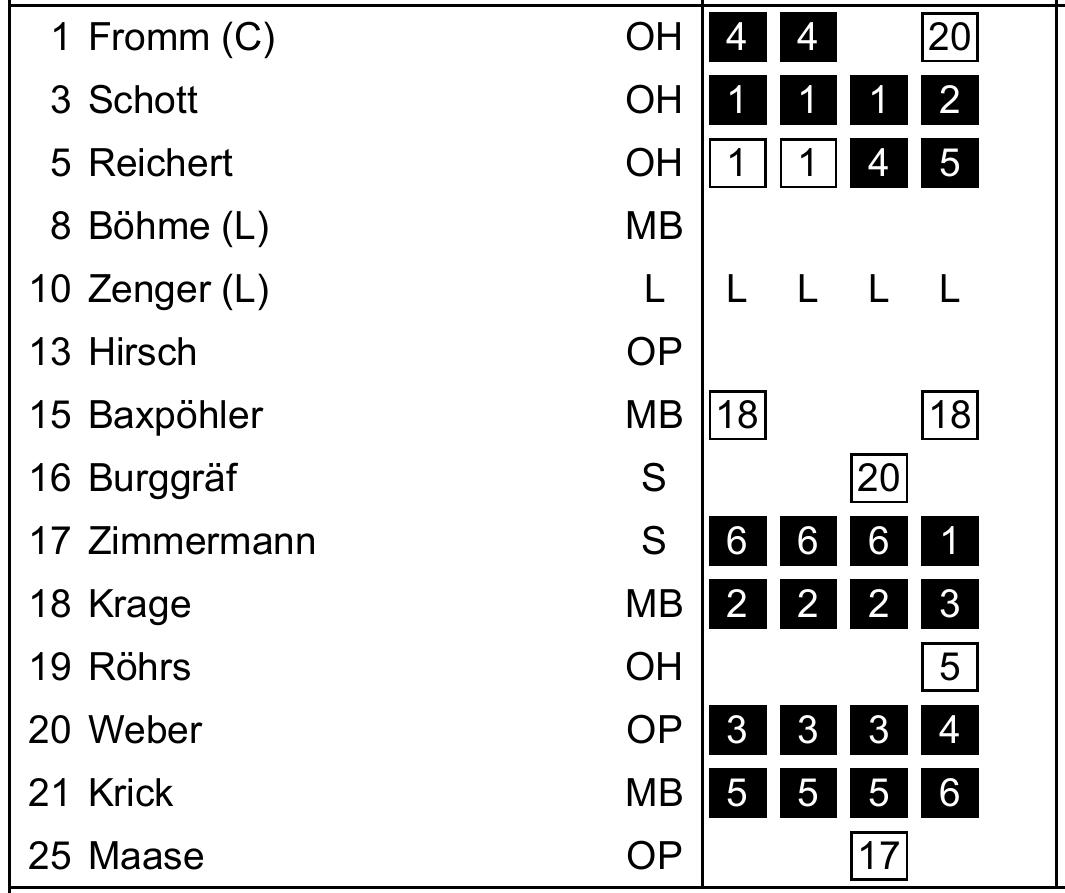 1 Fromm (C) OH 4 4 20
3 Schott OH 1 1 1 2
5 Reichert OH 1 1 4 5
8 Böhme (L) MB
10 Zenger (L) L L L L L
13 Hirsch OP
15 Baxpöhler MB 18 18
16 Burggräf S 20
17 Zimmermann S 6 6 6 1
18 Krage MB 2 2 2 3
19 Röhrs OH 5
20 Weber OP 3 3 3 4
21 Krick MB 5 5 5 6
25 Maase OP 17